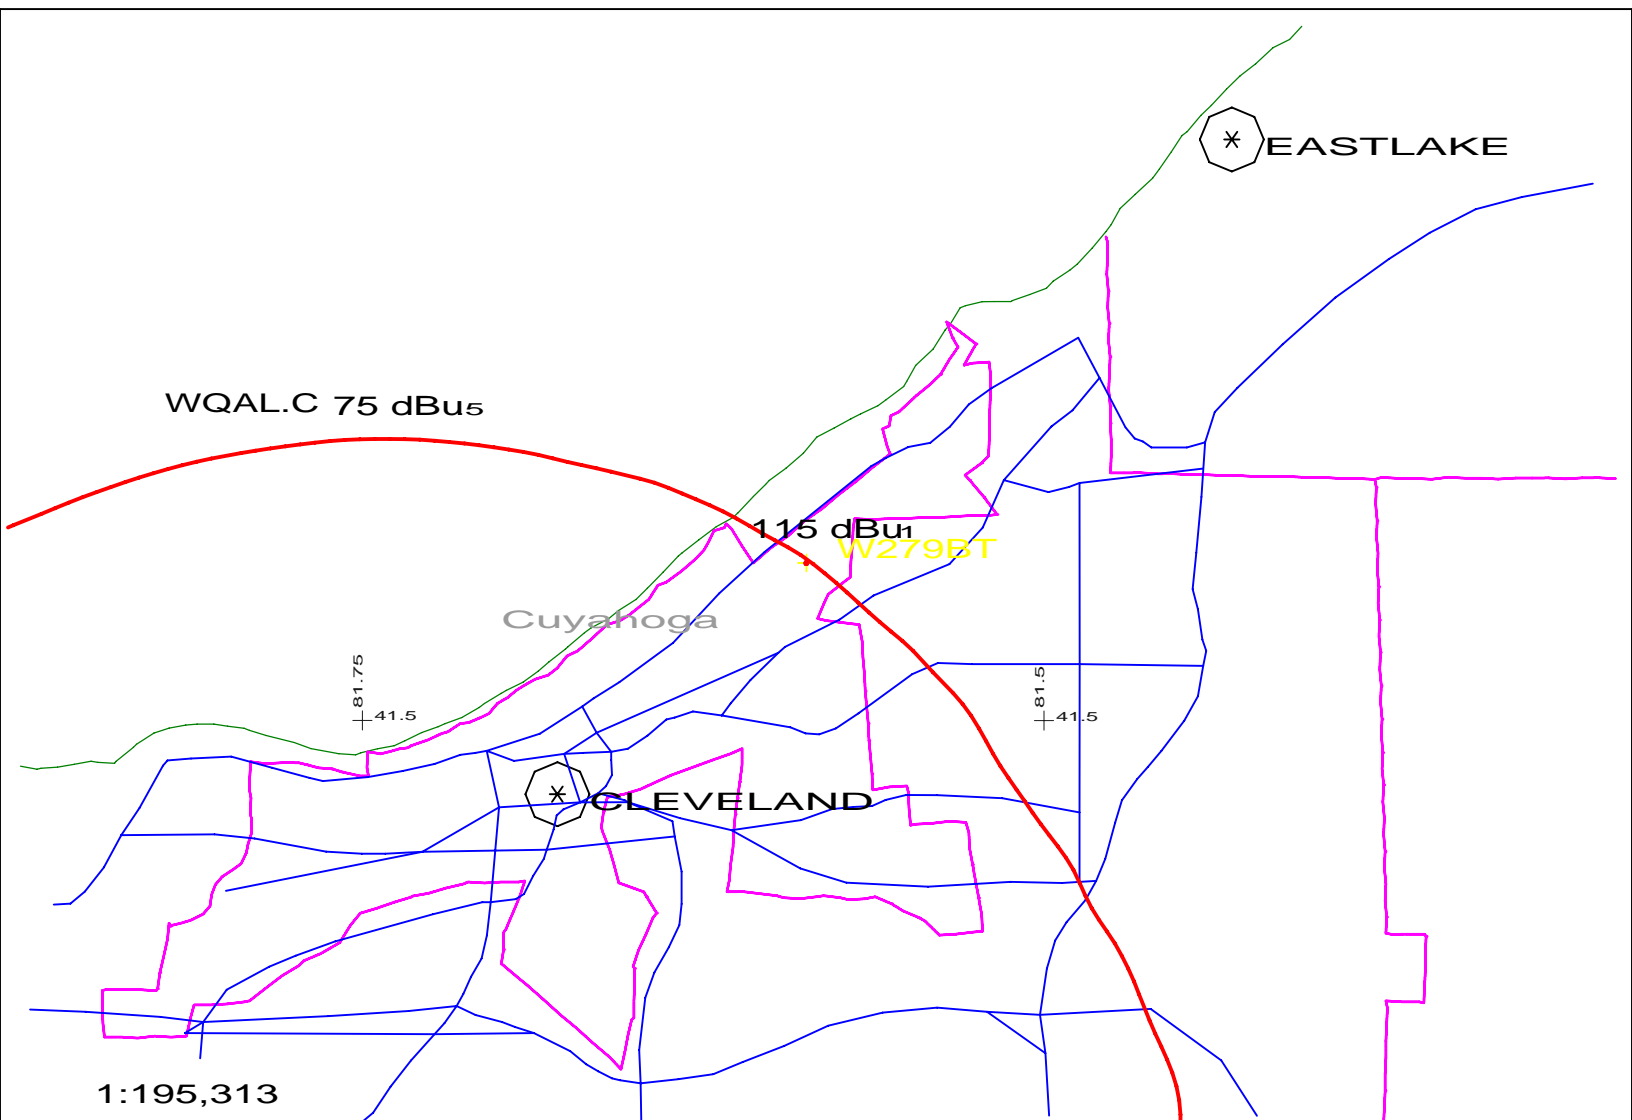 EASTLAKE
WQAL.C 75 dBu5
115 dBu1
W279BT
Cuyahoga
81.75
41.5
81.5
41.5
CLEVELAND
1:195,313